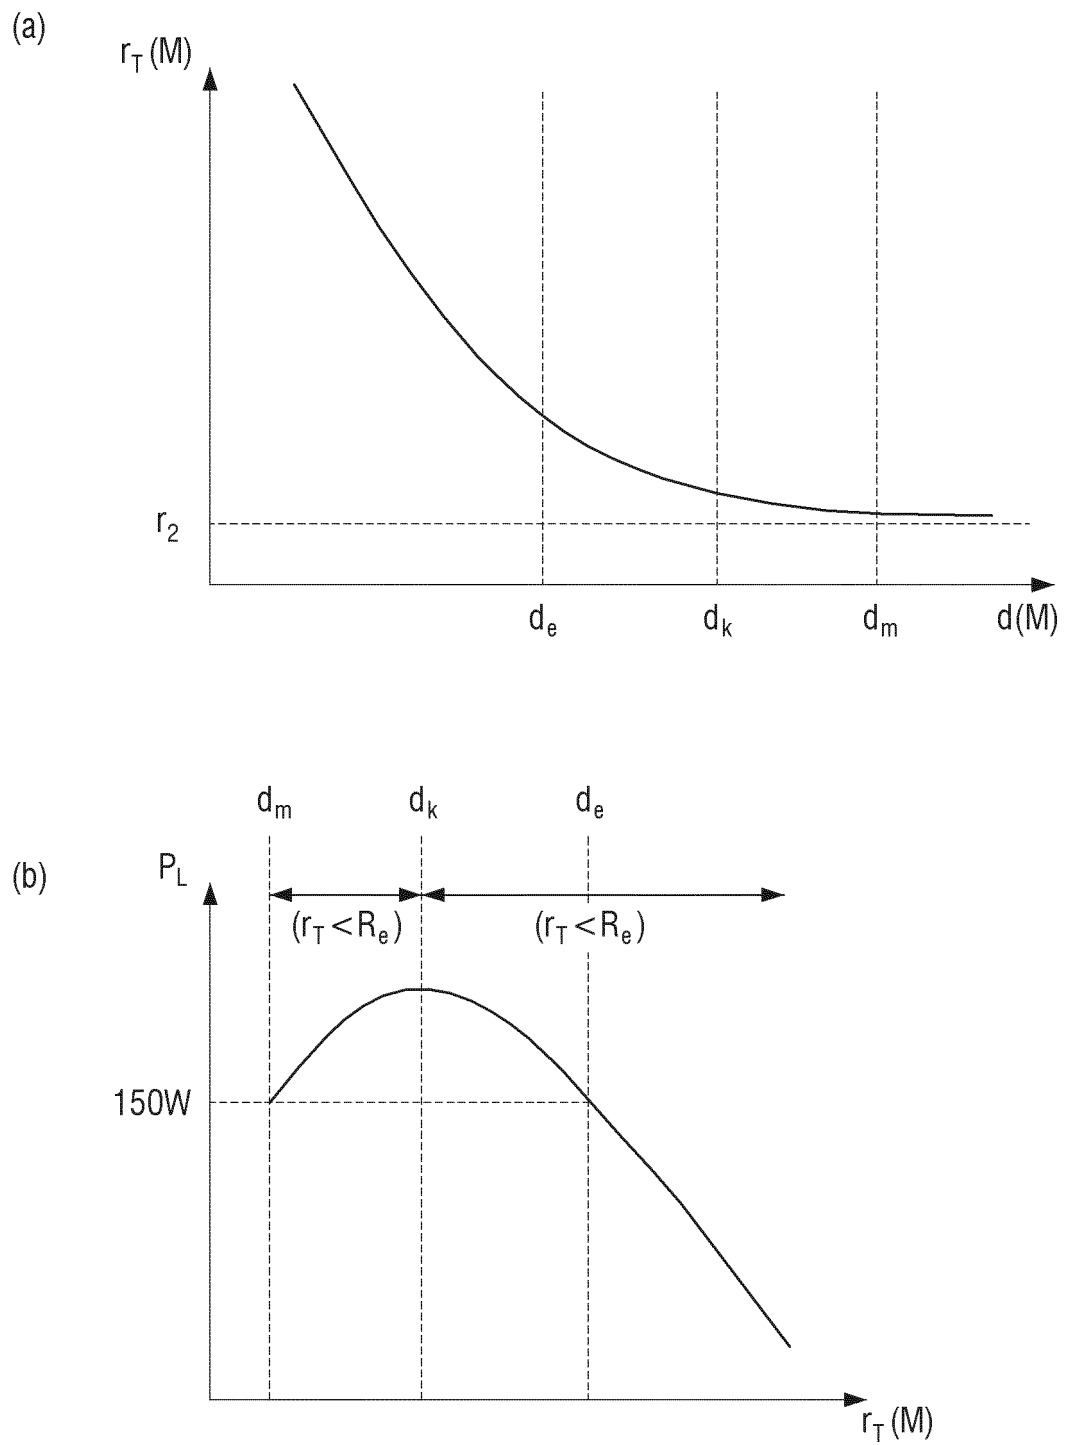 (a)
r_T (M)
r_2
d_e d_k d_m d(M)
d_m d_k d_e
(b)
P_L
(r_T < R_e) (r_T < R_e)
150W
r_T (M)